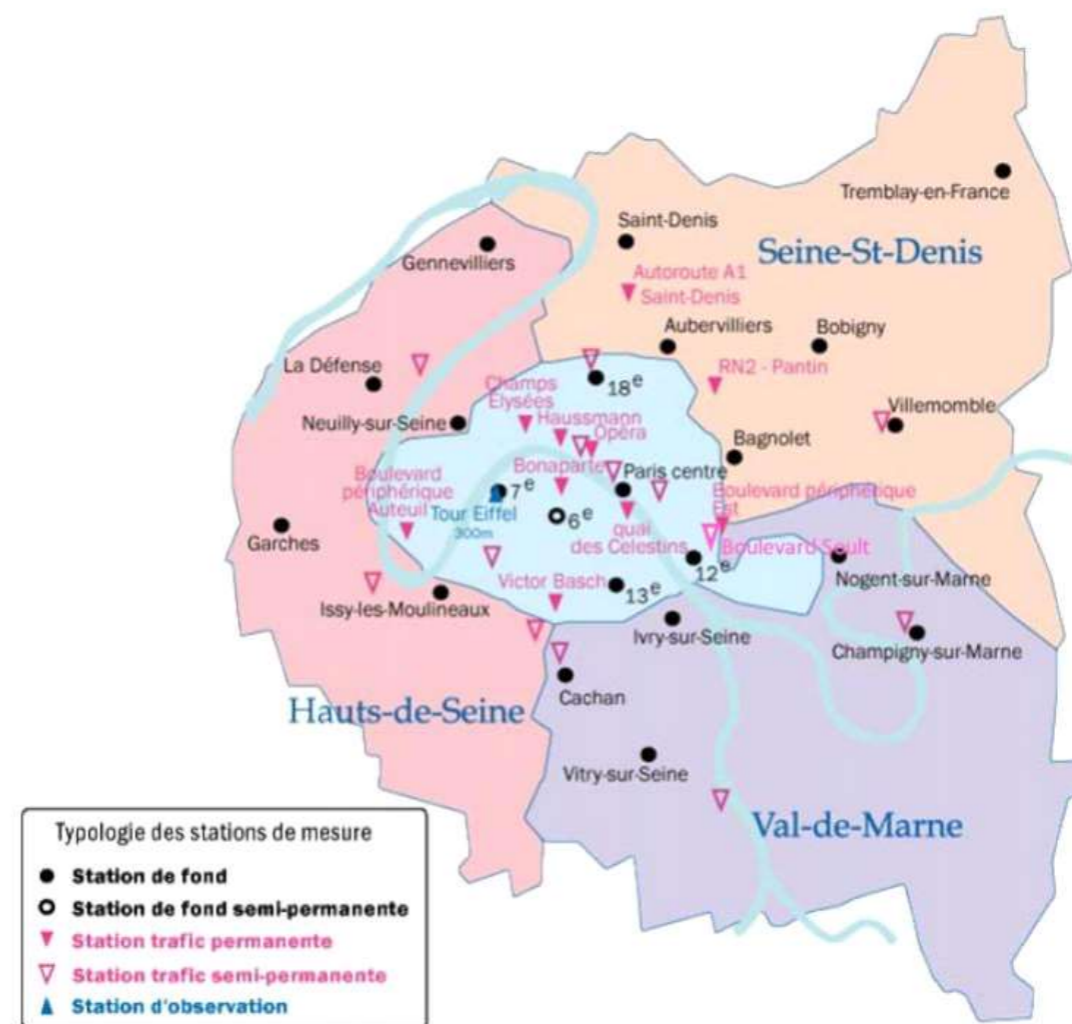 Tremblay-en-France
Saint-Denis
Seine-St-Denis
Gennevilliers
Autoroute A1
Saint-Denis
Aubervilliers
Bobigny
La Défense
RN2 - Pantin
Champs
Elysées
18e
Villemomble
Neuilly-sur-Seine
Haussmann
Opéra
Bagnolet
Bonaparte
Paris centre
Boulevard
périphérique
Auteuil
7e
Tour Eiffel
300m
6e
Boulevard périphérique
Est
quai
des Celestins
Boulevard Soult
Garches
12e
Nogent-sur-Marne
Victor Basch
13e
Issy-les-Moulineaux
Ivry-sur-Seine
Champigny-sur-Marne
Cachan
Hauts-de-Seine
Vitry-sur-Seine
Val-de-Marne
Typologie des stations de mesure
Station de fond
Station de fond semi-permanente
Station trafic permanente
Station trafic semi-permanente
Station d'observation